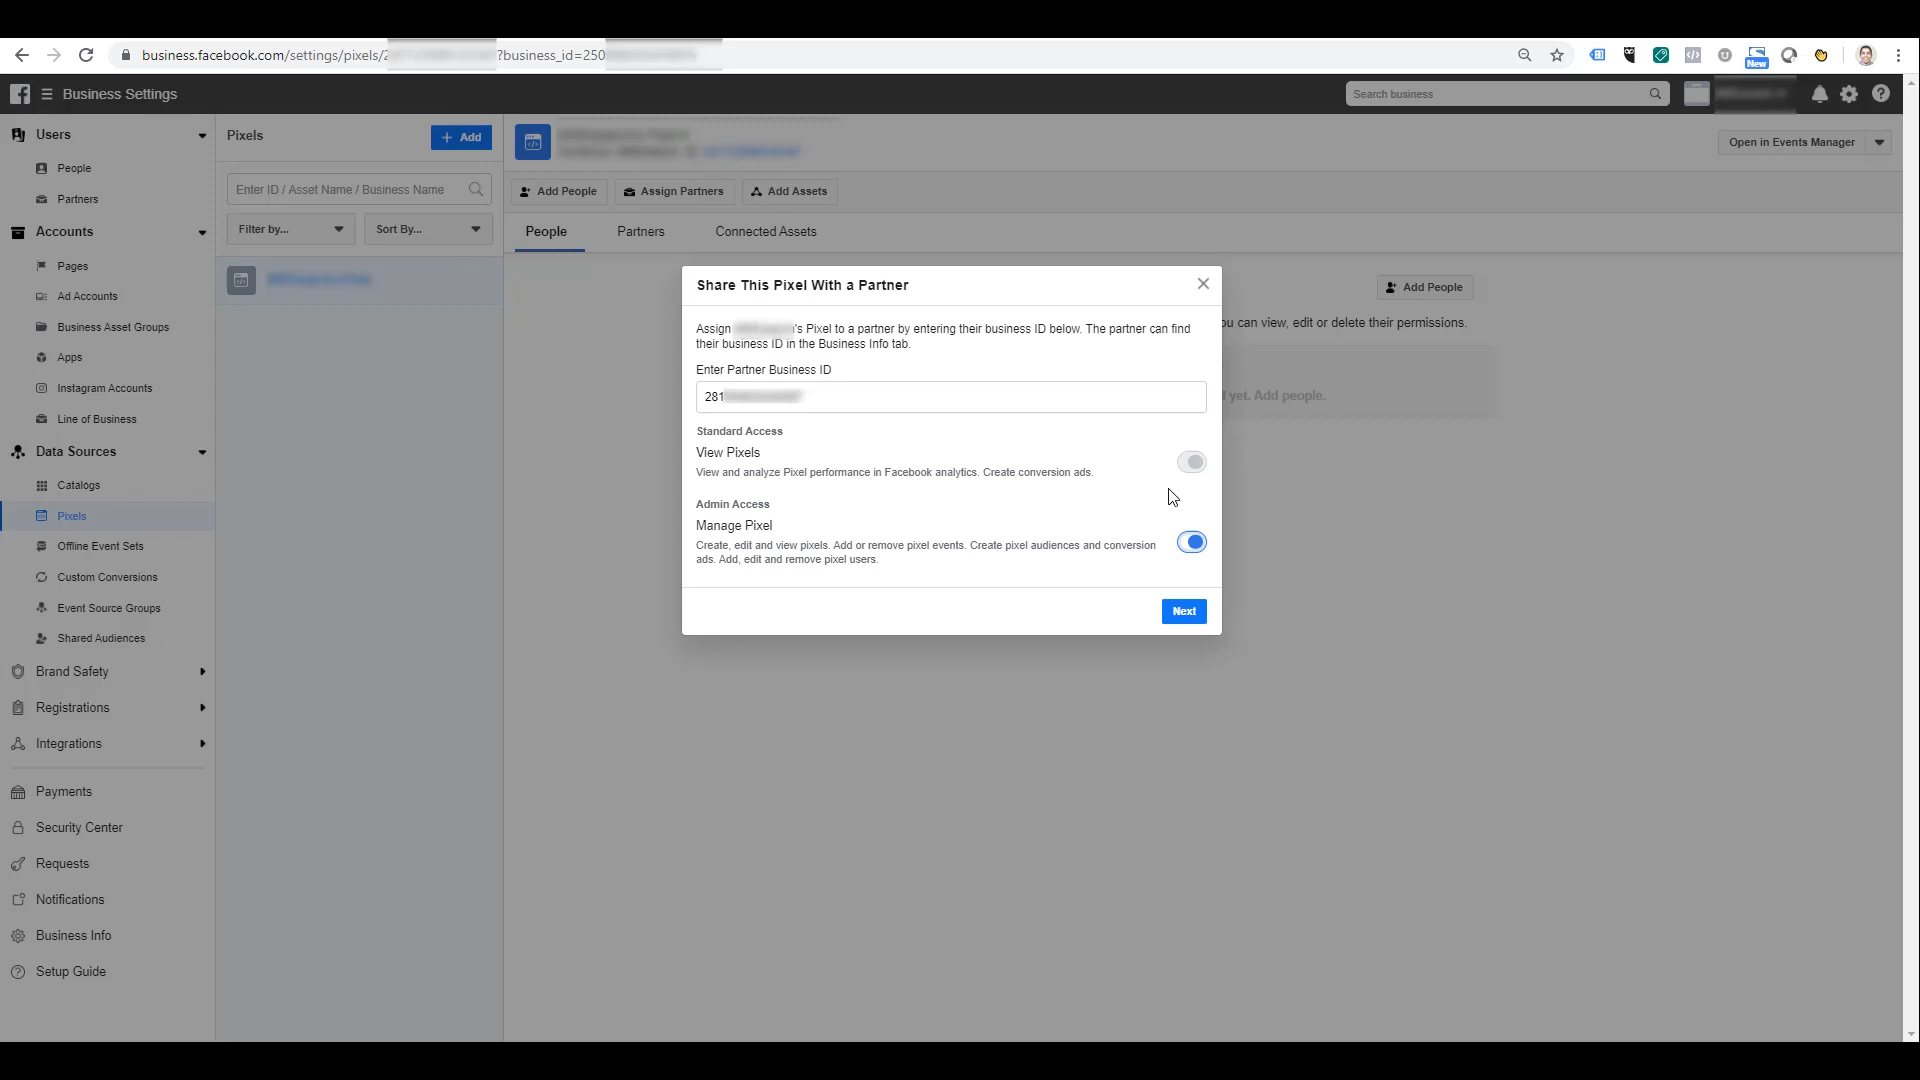 business.facebook.com/settings/pixels/2
?business_id=250
New
Business Settings
Search business
Users
People
Partners
Accounts
Pages
Ad Accounts
Business Asset Groups
Apps
Instagram Accounts
Line of Business
Data Sources
Catalogs
Pixels
Offline Event Sets
Custom Conversions
Event Source Groups
Shared Audiences
Brand Safety
Registrations
Integrations
Payments
Security Center
Requests
Notifications
Business Info
Setup Guide
Pixels
+ Add
Enter ID / Asset Name / Business Name
Filter by...
Sort By...
Open in Events Manager
Add People
Assign Partners
Add Assets
People
Partners
Connected Assets
Add People
ou can view, edit or delete their permissions.
yet. Add people.
Share This Pixel With a Partner
Assign 's Pixel to a partner by entering their business ID below. The partner can find
their business ID in the Business Info tab.
Enter Partner Business ID
281
Standard Access
View Pixels
View and analyze Pixel performance in Facebook analytics. Create conversion ads.
Admin Access
Manage Pixel
Create, edit and view pixels. Add or remove pixel events. Create pixel audiences and conversion
ads. Add, edit and remove pixel users.
Next